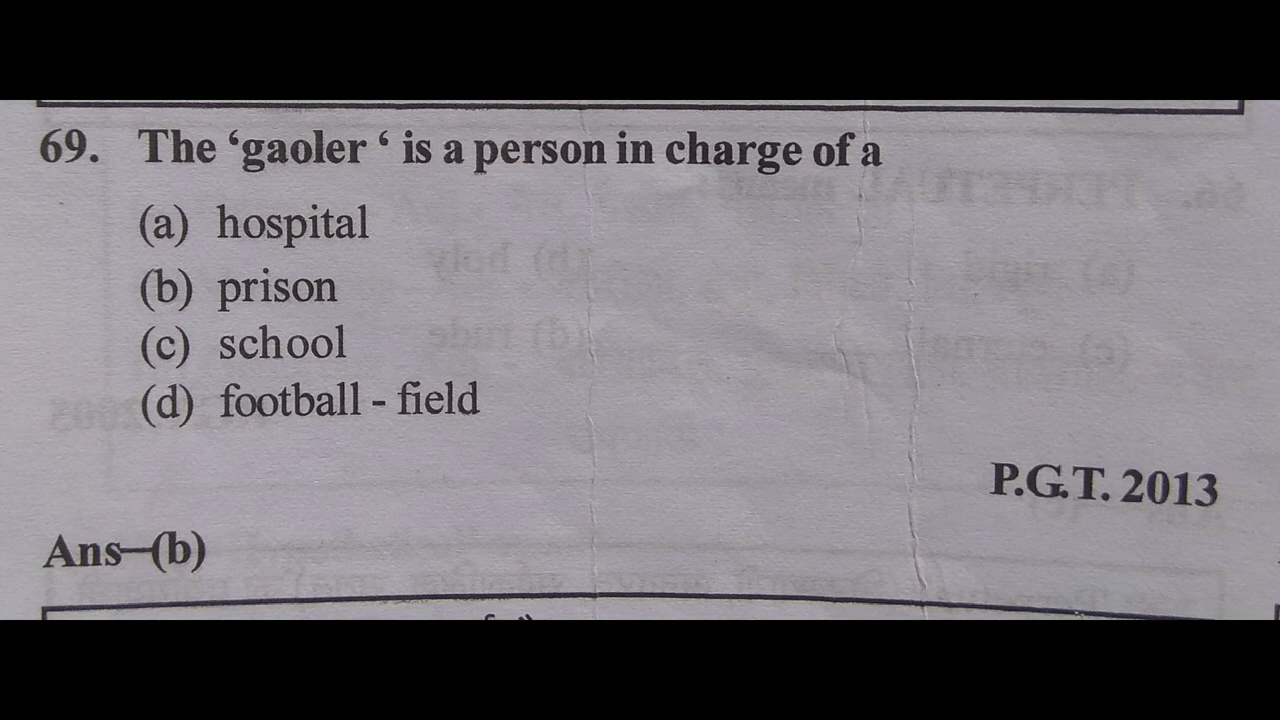 69. The ‘gaoler ‘ is a person in charge of a
(a) hospital
(b) prison
(c) school
(d) football - field
P.G.T. 2013
Ans–(b)